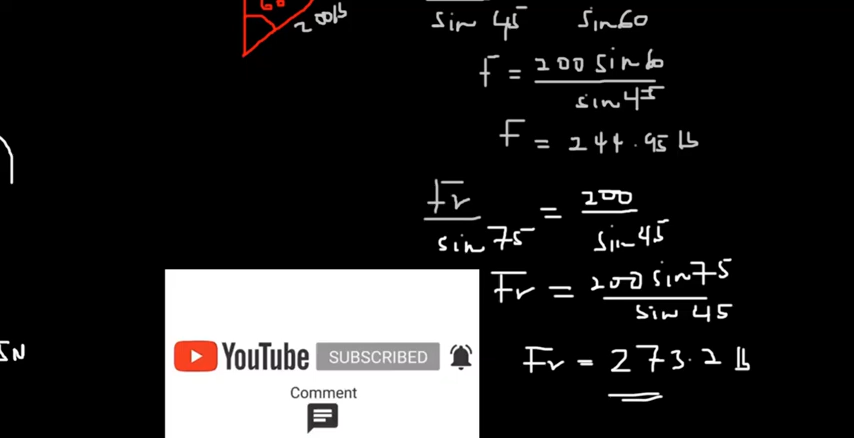 60
200lb
sin 45 sin60
F = 200 sin 60
sin 45
F = 244.95 lb
Fr = 200
sin 75 sin 45
Fr = 200 sin 75
sin 45
Fr = 273.2 lb
YouTube SUBSCRIBED
Comment